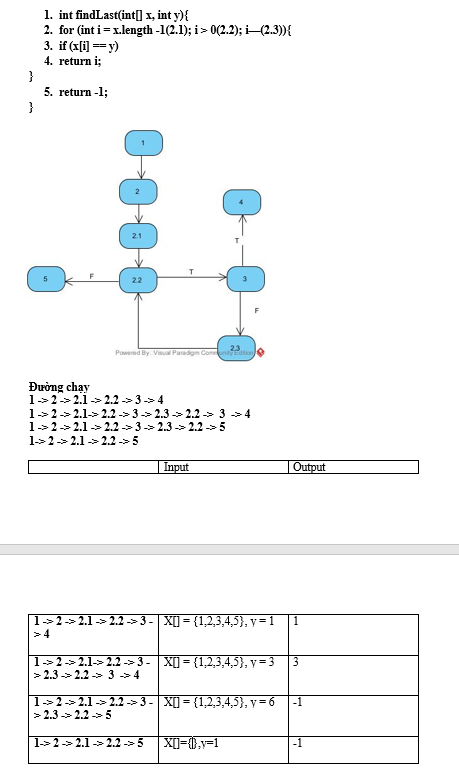 1. int findLast(int[] x, int y){
2. for (int i = x.length -1(2.1); i > 0(2.2); i—(2.3)){
3. if (x[i] == y)
4. return i;
}
5. return -1;
}
1
2
4
2.1
T
5
F
2.2
T
3
F
2.3
Powered By Visual Paradigm Community Edition
Đường chạy
1 -> 2 -> 2.1 -> 2.2 -> 3 -> 4
1 -> 2 -> 2.1-> 2.2 -> 3 -> 2.3 -> 2.2 -> 3 -> 4
1 -> 2 -> 2.1 -> 2.2 -> 3 -> 2.3 -> 2.2 -> 5
1-> 2 -> 2.1 -> 2.2 -> 5
Input Output
1 -> 2 -> 2.1 -> 2.2 -> 3 - X[] = {1,2,3,4,5}, y = 1 1
> 4
1 -> 2 -> 2.1-> 2.2 -> 3 - X[] = {1,2,3,4,5}, y = 3 3
> 2.3 -> 2.2 -> 3 -> 4
1 -> 2 -> 2.1 -> 2.2 -> 3 - X[] = {1,2,3,4,5}, y = 6 -1
> 2.3 -> 2.2 -> 5
1-> 2 -> 2.1 -> 2.2 -> 5 X[]={},y=1 -1